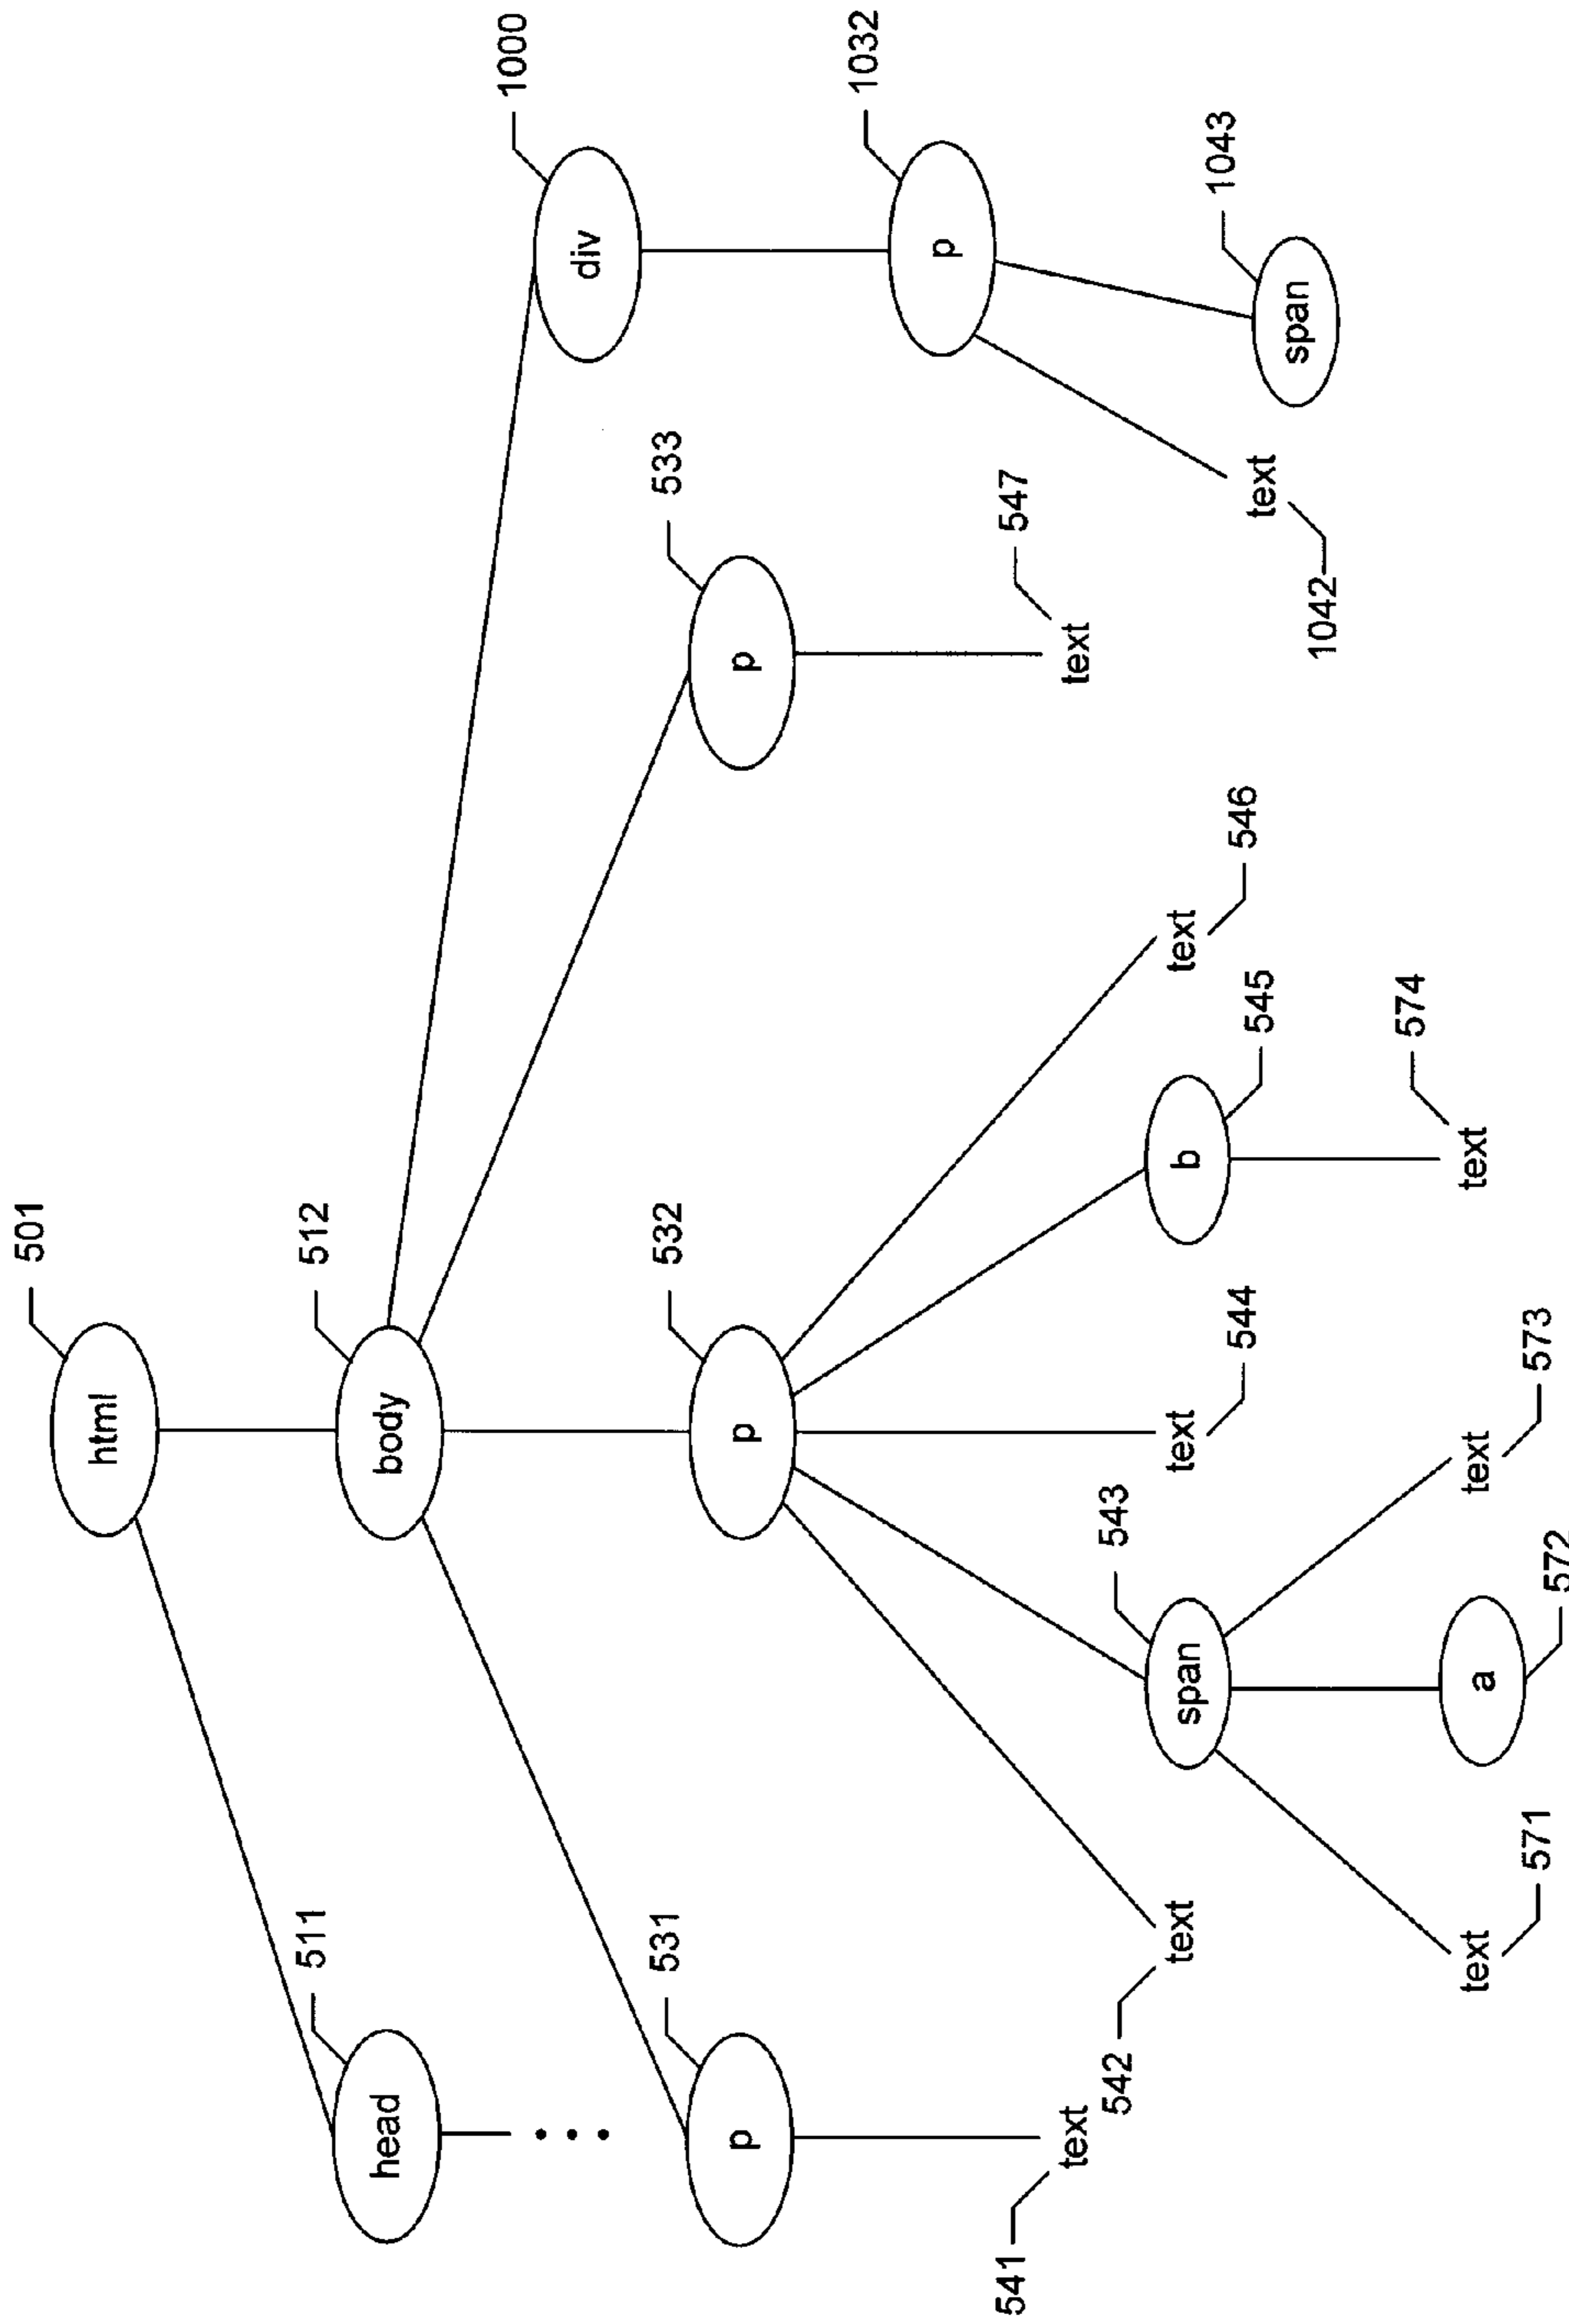 html
501
head
511
body
512
div
1000
p
531
p
532
p
533
p
1032
text
541
text
542
span
543
text
544
b
545
text
546
text
547
text
1042
span
1043
text
571
a
572
text
573
text
574